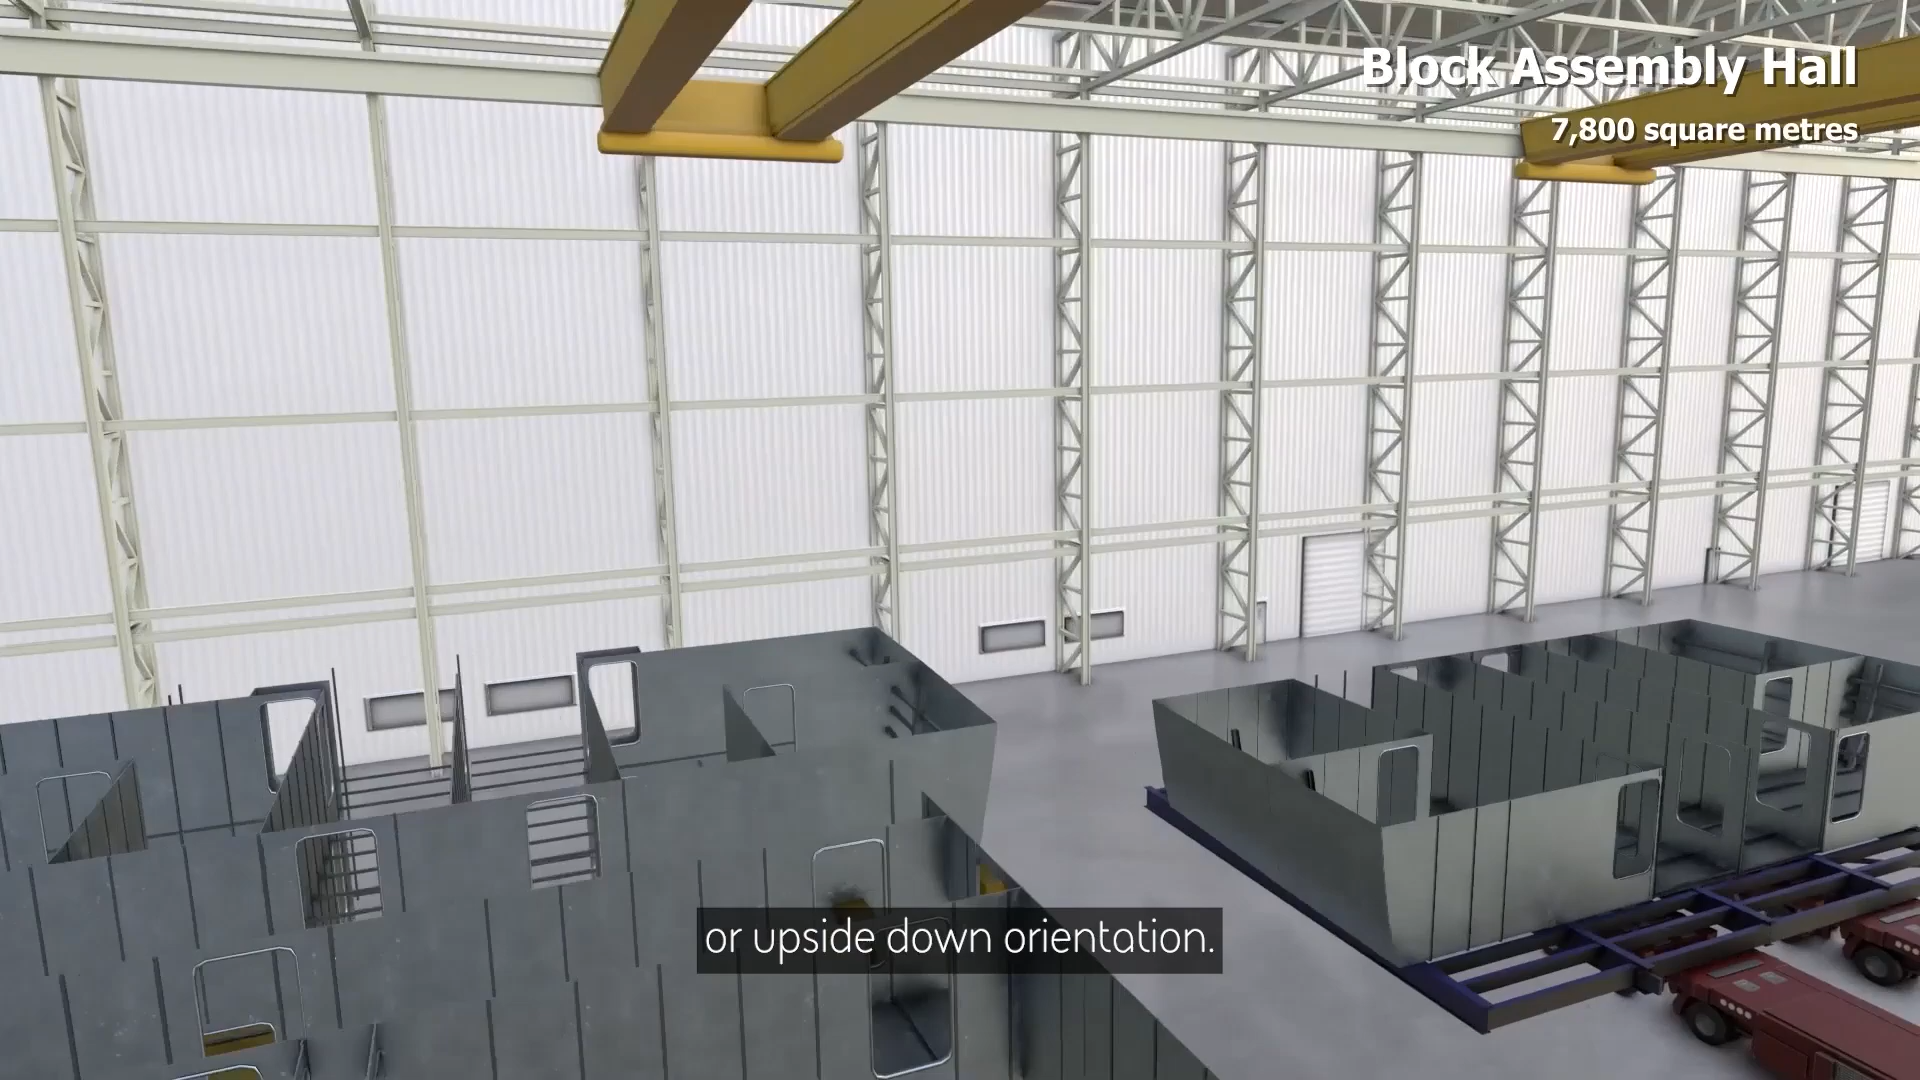 Block Assembly Hall
7,800 square metres
or upside down orientation.